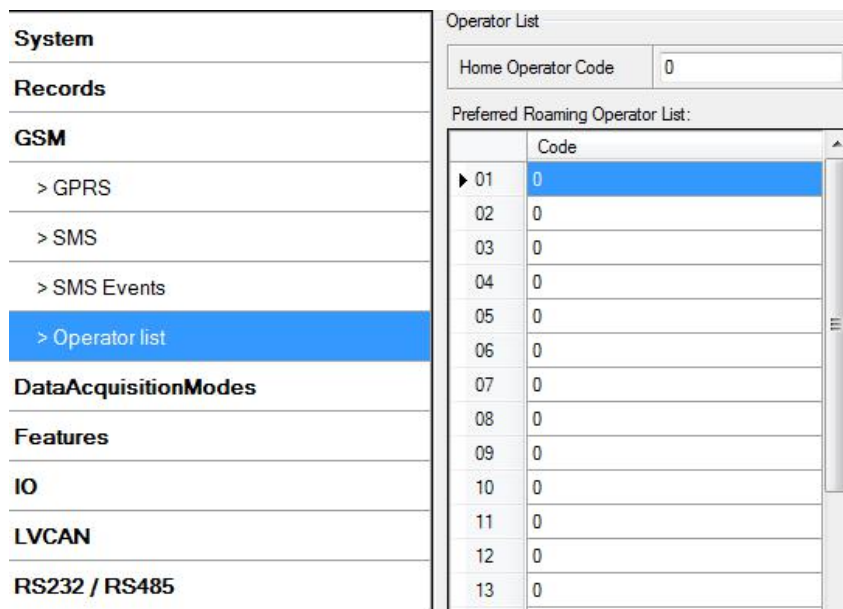 System
Records
GSM
> GPRS
> SMS
> SMS Events
> Operator list
DataAcquisitionModes
Features
IO
LVCAN
RS232 / RS485
Operator List
Home Operator Code 0
Preferred Roaming Operator List:
Code
01 0
02 0
03 0
04 0
05 0
06 0
07 0
08 0
09 0
10 0
11 0
12 0
13 0